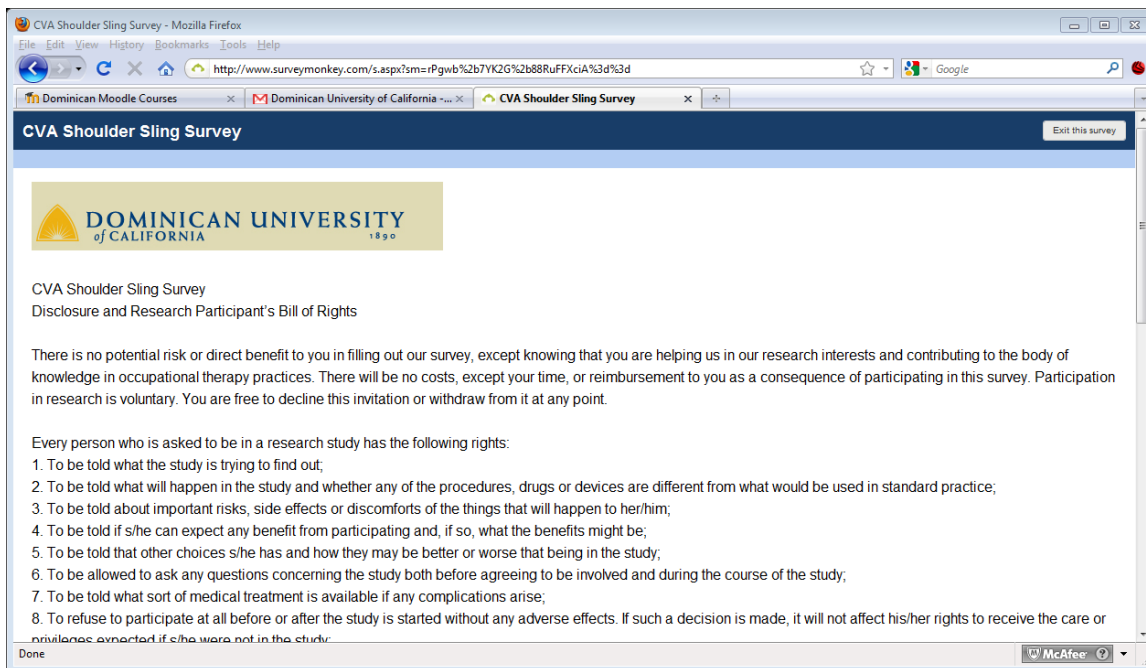 CVA Shoulder Sling Survey - Mozilla Firefox
File Edit View History Bookmarks Tools Help
http://www.surveymonkey.com/s.aspx?sm=rPgwb%2b7YK2G%2b88RuFFXciA%3d%3d
Google
Dominican Moodle Courses
Dominican University of California -...
CVA Shoulder Sling Survey
CVA Shoulder Sling Survey
Exit this survey
DOMINICAN UNIVERSITY
of CALIFORNIA 1890
CVA Shoulder Sling Survey
Disclosure and Research Participant's Bill of Rights
There is no potential risk or direct benefit to you in filling out our survey, except knowing that you are helping us in our research interests and contributing to the body of
knowledge in occupational therapy practices. There will be no costs, except your time, or reimbursement to you as a consequence of participating in this survey. Participation
in research is voluntary. You are free to decline this invitation or withdraw from it at any point.
Every person who is asked to be in a research study has the following rights:
1. To be told what the study is trying to find out;
2. To be told what will happen in the study and whether any of the procedures, drugs or devices are different from what would be used in standard practice;
3. To be told about important risks, side effects or discomforts of the things that will happen to her/him;
4. To be told if s/he can expect any benefit from participating and, if so, what the benefits might be;
5. To be told that other choices s/he has and how they may be better or worse that being in the study;
6. To be allowed to ask any questions concerning the study both before agreeing to be involved and during the course of the study;
7. To be told what sort of medical treatment is available if any complications arise;
8. To refuse to participate at all before or after the study is started without any adverse effects. If such a decision is made, it will not affect his/her rights to receive the care or
privileges expected if s/he were not in the study;
Done
McAfee